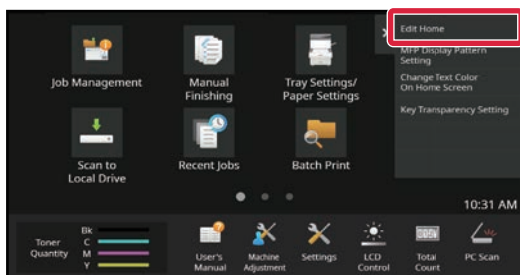 Edit Home
MFP Display Pattern
Setting
Change Text Color
On Home Screen
Key Transparency Setting
Job Management
Manual
Finishing
Tray Settings/
Paper Settings
Scan to
Local Drive
Recent Jobs
Batch Print
10:31 AM
Toner
Quantity
Bk
C
M
Y
User's
Manual
Machine
Adjustment
Settings
LCD
Control
Total
Count
PC Scan